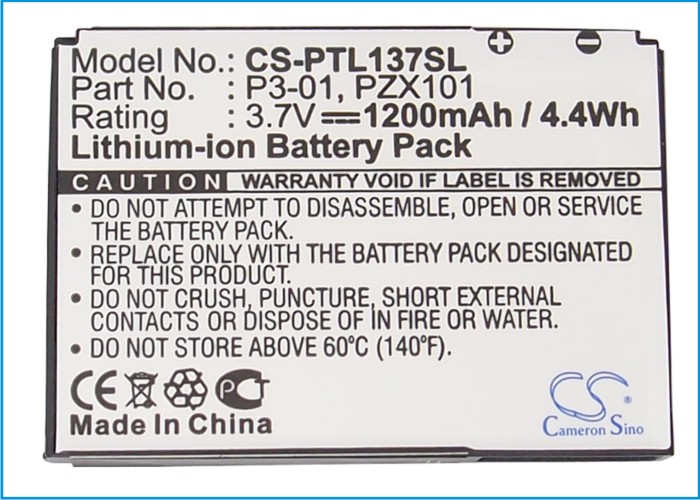 Model No.: CS-PTL137SL
Part No. : P3-01, PZX101
Rating : 3.7V 1200mAh / 4.4Wh
Lithium-ion Battery Pack
CAUTION WARRANTY VOID IF LABEL IS REMOVED
• DO NOT ATTEMPT TO DISASSEMBLE, OPEN OR SERVICE
THE BATTERY PACK.
• REPLACE ONLY WITH THE BATTERY PACK DESIGNATED
FOR THIS EQUIPMENT.
• DO NOT CRUSH, PUNCTURE, SHORT EXTERNAL
CONTACTS OR DISPOSE OF IN FIRE OR WATER.
• DO NOT STORE ABOVE 60°C (140°F).
CE PCT
Made In China
CS
Cameron Sino